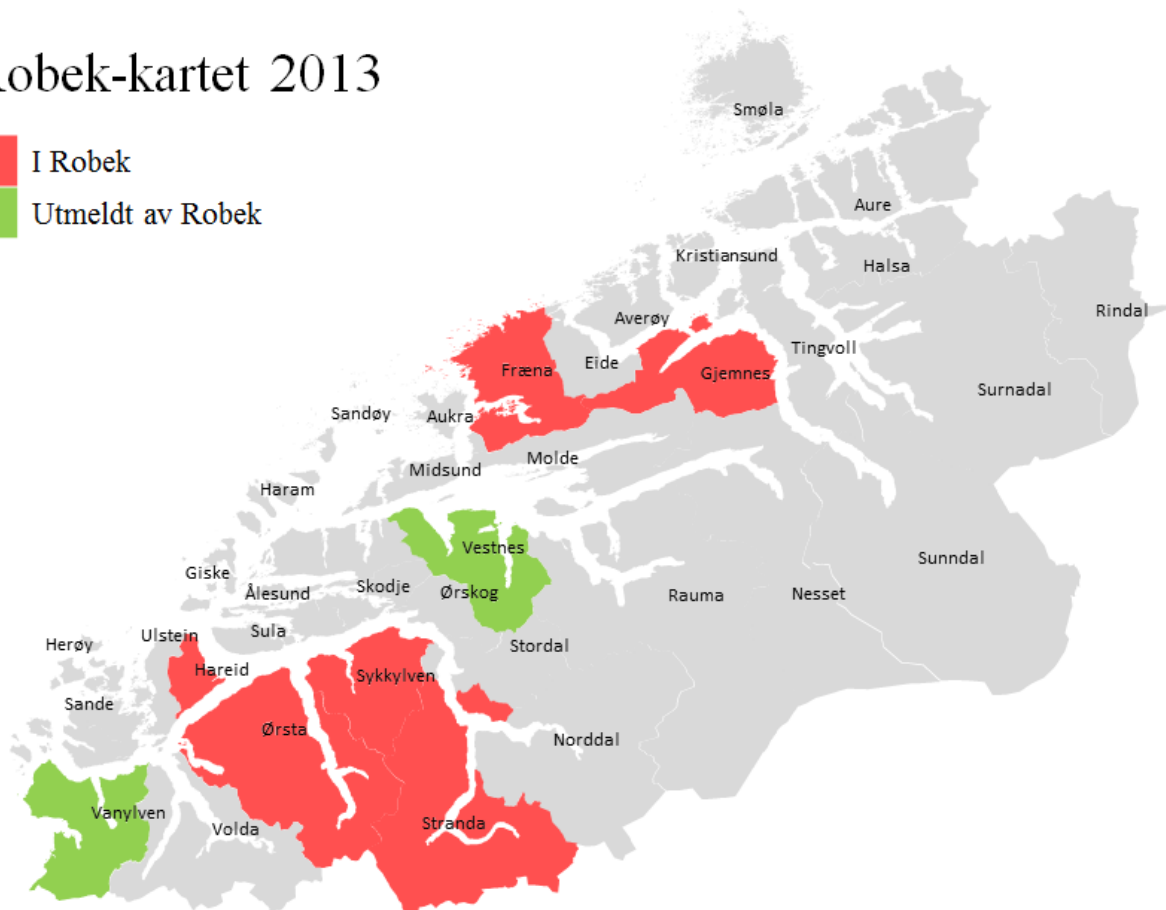 obek-kartet 2013
I Robek
Utmeldt av Robek
Smøla
Aure
Kristiansund
Halsa
Rindal
Averøy
Tingvoll
Eide
Fræna
Gjemnes
Surnadal
Sandøy
Aukra
Molde
Midsund
Haram
Vestnes
Sunndal
Giske
Skodje
Ålesund
Ørskog
Rauma
Nesset
Sula
Ulstein
Herøy
Stordal
Hareid
Sykkylven
Sande
Ørsta
Norddal
Vanylven
Stranda
Volda